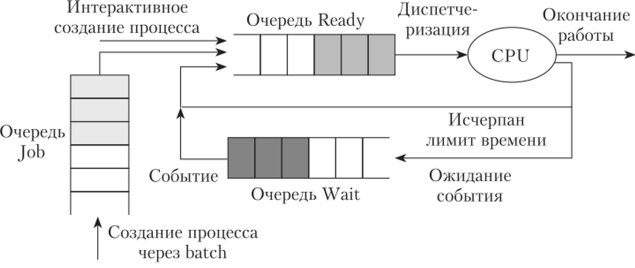 Интерактивное
создание процесса
Очередь Ready
Диспетче-
ризация
Окончание
работы
CPU
Очередь
Job
Исчерпан
лимит времени
Событие
Очередь Wait
Ожидание
события
Создание процесса
через batch